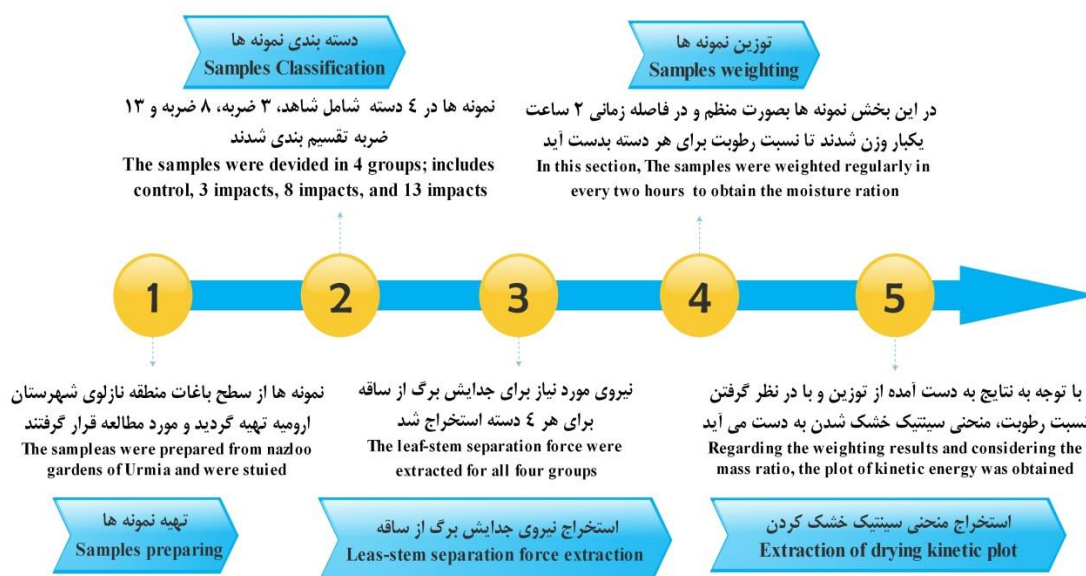 دسته بندی نمونه ها
Samples Classification
نمونه ها در ٤ دسته شامل شاهد، ۳ ضربه، ۸ ضربه و ۱۳
ضربه تقسیم بندی شدند
The samples were devided in 4 groups; includes
control, 3 impacts, 8 impacts, and 13 impacts
توزین نمونه ها
Samples weighting
در این بخش نمونه ها بصورت منظم و در فاصله زمانی ۲ ساعت
یکبار وزن شدند تا نسبت رطوبت برای هر دسته بدست آید
In this section, The samples were weighted regularly in
every two hours to obtain the moisture ration
1
2
3
4
5
نمونه ها از سطح باغات منطقه نازلوی شهرستان
ارومیه تهیه گردید و مورد مطالعه قرار گرفتند
The sampleas were prepared from nazloo
gardens of Urmia and were stuied
تهیه نمونه ها
Samples preparing
نیروی مورد نیاز برای جدایش برگ از ساقه
برای هر ٤ دسته استخراج شد
The leaf-stem separation force were
extracted for all four groups
استخراج نیروی جدایش برگ از ساقه
Leas-stem separation force extraction
با توجه به نتایج به دست آمده از توزین و با در نظر گرفتن
نسبت رطوبت، منحنی سینتیک خشک شدن به دست می آید
Regarding the weighting results and considering the
mass ratio, the plot of kinetic energy was obtained
استخراج منحنی سینتیک خشک کردن
Extraction of drying kinetic plot